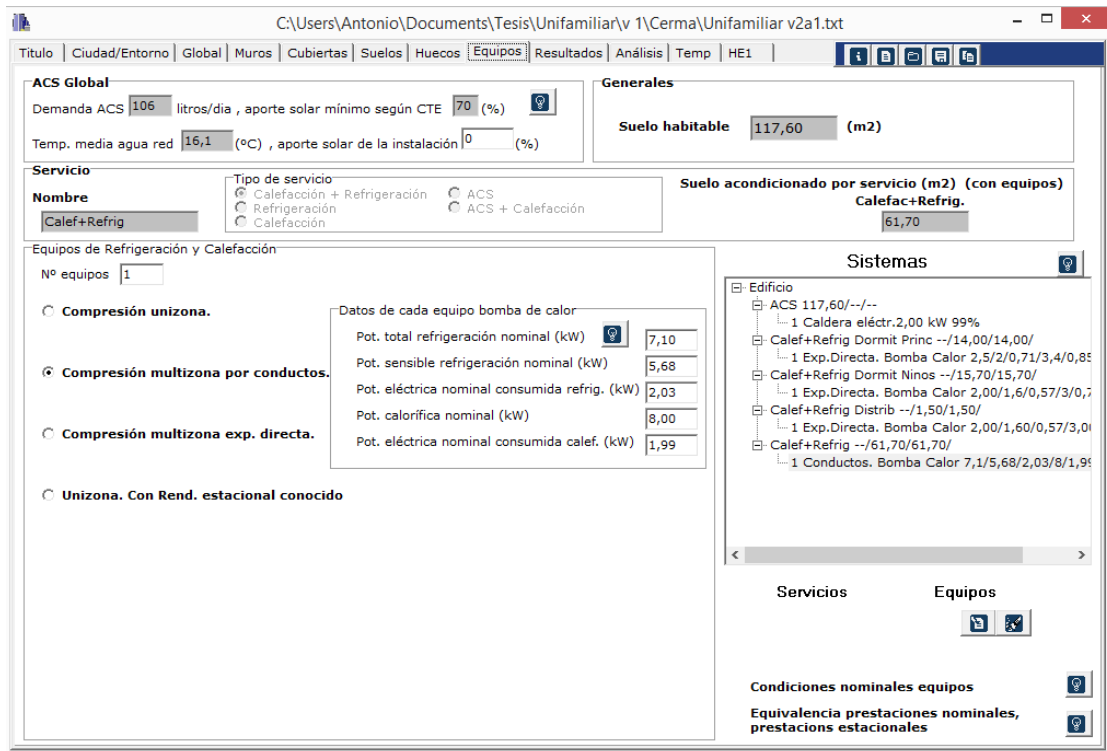 C:\Users\Antonio\Documents\Tesis\Unifamiliar\v 1\Cerma\Unifamiliar v2a1.txt
Titulo Ciudad/Entorno Global Muros Cubiertas Suelos Huecos Equipos Resultados Análisis Temp HE1
ACS Global
Demanda ACS 106 litros/dia , aporte solar mínimo según CTE 70 (%)
Temp. media agua red 16,1 (ºC) , aporte solar de la instalación 0 (%)
Generales
Suelo habitable 117,60 (m2)
Servicio
Nombre
Calef+Refrig
Tipo de servicio
Calefacción + Refrigeración ACS
Refrigeración ACS + Calefacción
Calefacción
Suelo acondicionado por servicio (m2) (con equipos)
Calefac+Refrig.
61,70
Equipos de Refrigeración y Calefacción
Nº equipos 1
Compresión unizona.
Compresión multizona por conductos.
Compresión multizona exp. directa.
Unizona. Con Rend. estacional conocido
Datos de cada equipo bomba de calor
Pot. total refrigeración nominal (kW) 7,10
Pot. sensible refrigeración nominal (kW) 5,68
Pot. eléctrica nominal consumida refrig. (kW) 2,03
Pot. calorífica nominal (kW) 8,00
Pot. eléctrica nominal consumida calef. (kW) 1,99
Sistemas
Edificio
ACS 117,60/--/--
1 Caldera eléctr.2,00 kW 99%
Calef+Refrig Dormit Princ --/14,00/14,00/
1 Exp.Directa. Bomba Calor 2,5/2/0,71/3,4/0,85
Calef+Refrig Dormit Ninos --/15,70/15,70/
1 Exp.Directa. Bomba Calor 2,00/1,6/0,57/3/0,7
Calef+Refrig Distrib --/1,50/1,50/
1 Exp.Directa. Bomba Calor 2,00/1,60/0,57/3,00
Calef+Refrig --/61,70/61,70/
1 Conductos. Bomba Calor 7,1/5,68/2,03/8/1,99
Servicios Equipos
Condiciones nominales equipos
Equivalencia prestaciones nominales,
prestacions estacionales